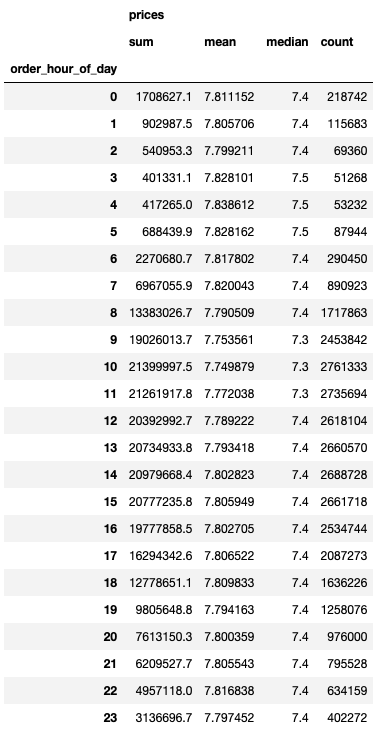 prices
sum mean median count
order_hour_of_day
0 1708627.1 7.811152 7.4 218742
1 902987.5 7.805706 7.4 115683
2 540953.3 7.799211 7.4 69360
3 401331.1 7.828101 7.5 51268
4 417265.0 7.838612 7.5 53232
5 688439.9 7.828162 7.5 87944
6 2270680.7 7.817802 7.4 290450
7 6967055.9 7.820043 7.4 890923
8 13383026.7 7.790509 7.4 1717863
9 19026013.7 7.753561 7.3 2453842
10 21399997.5 7.749879 7.3 2761333
11 21261917.8 7.772038 7.3 2735694
12 20392992.7 7.789222 7.4 2618104
13 20734933.8 7.793418 7.4 2660570
14 20979668.4 7.802823 7.4 2688728
15 20777235.8 7.805949 7.4 2661718
16 19777858.5 7.802705 7.4 2534744
17 16294342.6 7.806522 7.4 2087273
18 12778651.1 7.809833 7.4 1636226
19 9805648.8 7.794163 7.4 1258076
20 7613150.3 7.800359 7.4 976000
21 6209527.7 7.805543 7.4 795528
22 4957118.0 7.816838 7.4 634159
23 3136696.7 7.797452 7.4 402272